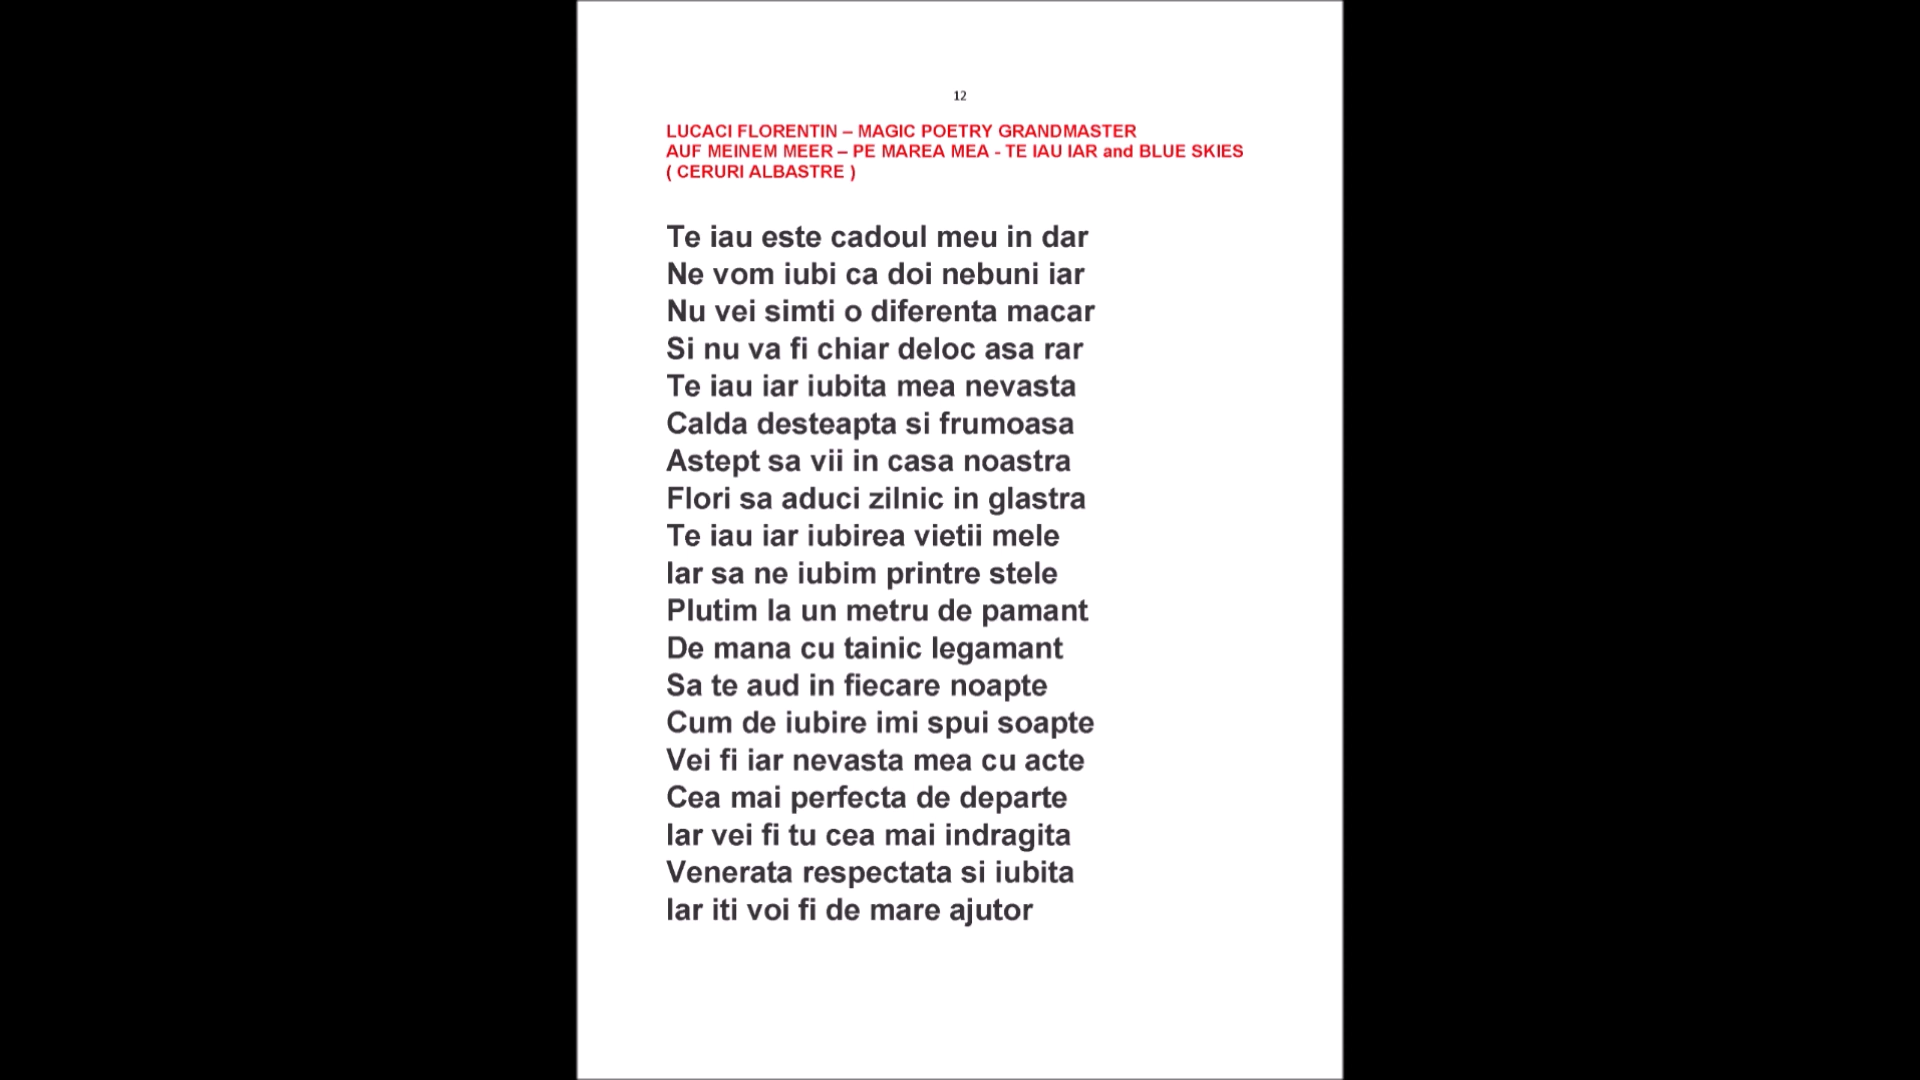 12
LUCACI FLORENTIN – MAGIC POETRY GRANDMASTER
AUF MEINEM MEER – PE MAREA MEA - TE IAU IAR and BLUE SKIES
( CERURI ALBASTRE )
Te iau este cadoul meu in dar
Ne vom iubi ca doi nebuni iar
Nu vei simti o diferenta macar
Si nu va fi chiar deloc asa rar
Te iau iar iubita mea nevasta
Calda desteapta si frumoasa
Astept sa vii in casa noastra
Flori sa aduci zilnic in glastra
Te iau iar iubirea vietii mele
Iar sa ne iubim printre stele
Plutim la un metru de pamant
De mana cu tainic legamant
Sa te aud in fiecare noapte
Cum de iubire imi spui soapte
Vei fi iar nevasta mea cu acte
Cea mai perfecta de departe
Iar vei fi tu cea mai indragita
Venerata respectata si iubita
Iar iti voi fi de mare ajutor